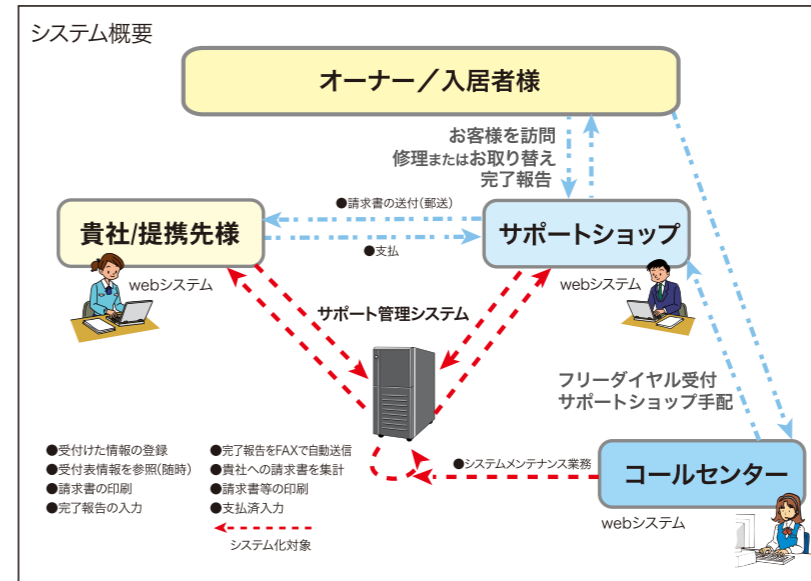 システム概要
オーナー／入居者様
お客様を訪問
修理またはお取り替え
完了報告
●請求書の送付(郵送)
貴社/提携先様
サポートショップ
●支払
webシステム
webシステム
サポート管理システム
フリーダイヤル受付
サポートショップ手配
●受付けた情報の登録
●受付表情報を参照(随時)
●請求書の印刷
●完了報告の入力
●完了報告をFAXで自動送信
●貴社への請求書を集計
●請求書等の印刷
●支払済入力
システム化対象
●システムメンテナンス業務
コールセンター
webシステム